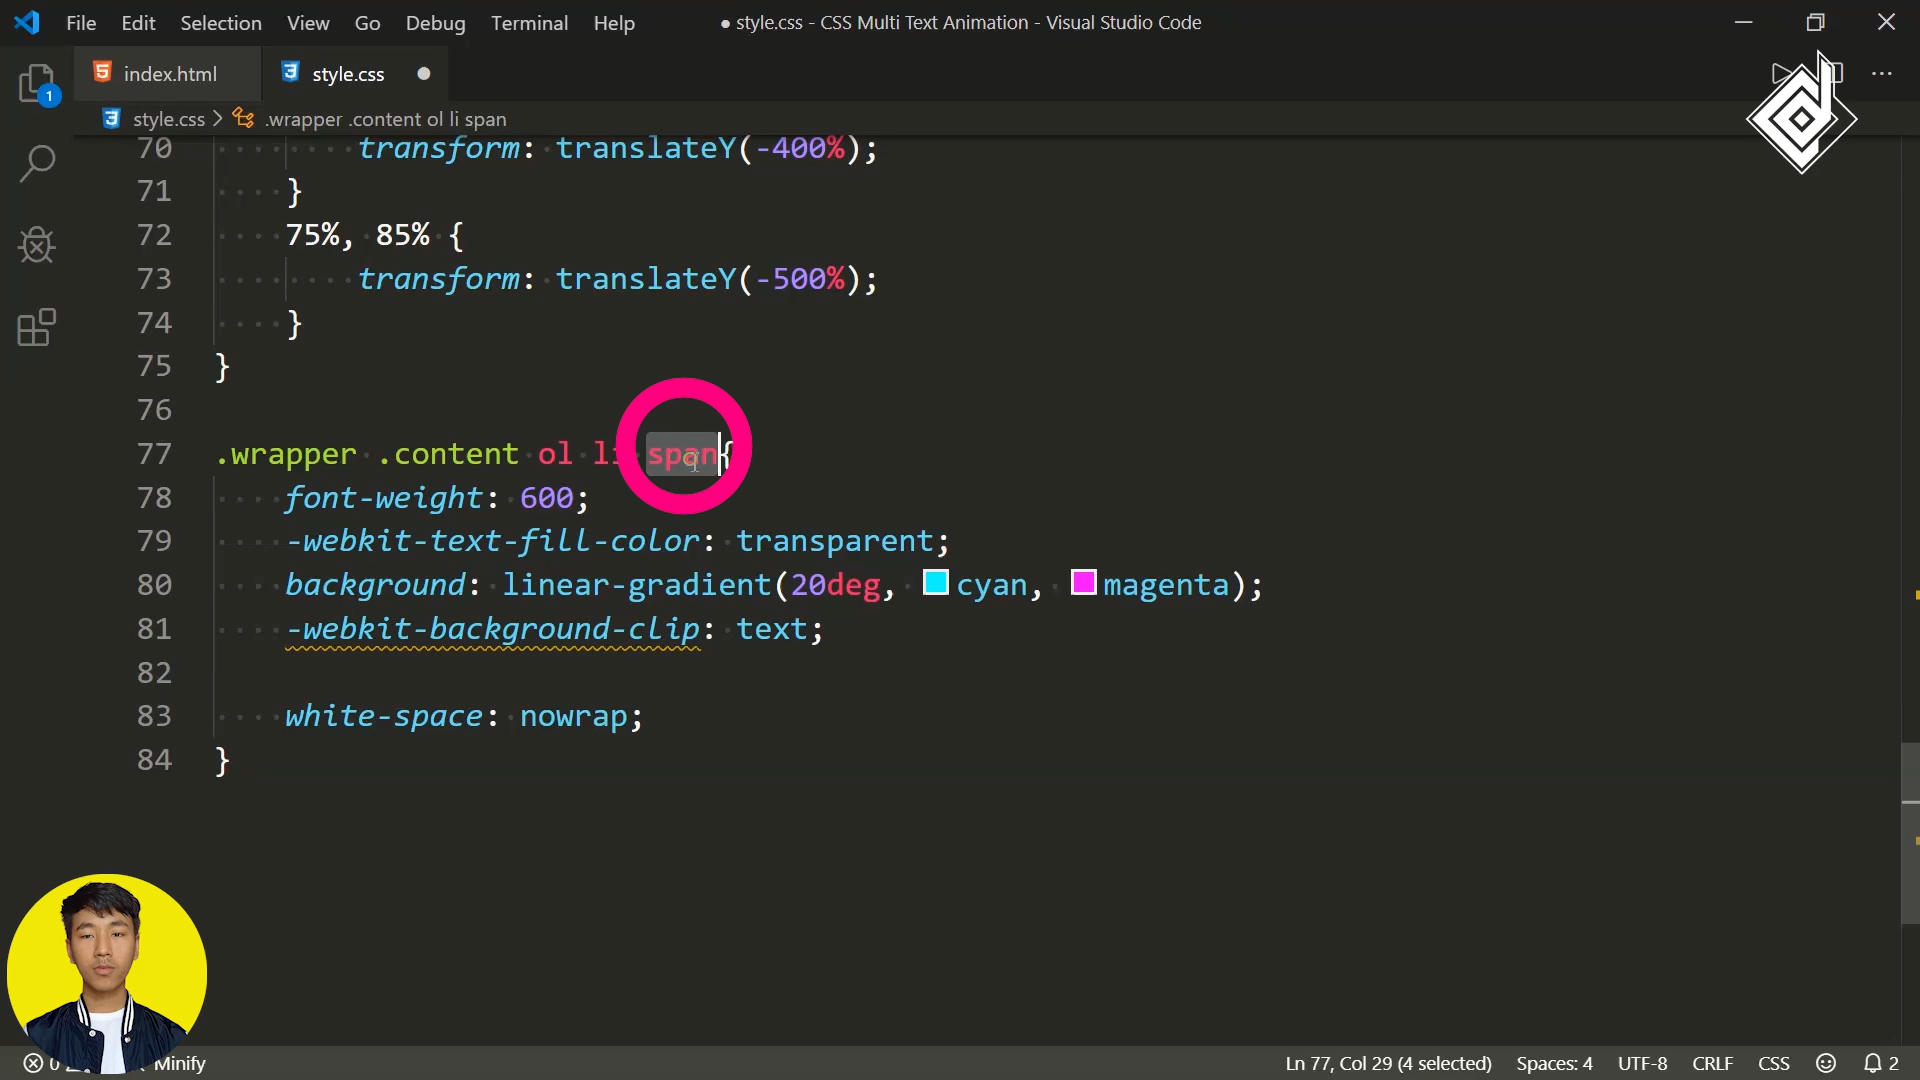 File Edit Selection View Go Debug Terminal Help ● style.css - CSS Multi Text Animation - Visual Studio Code
index.html style.css ●
1
style.css > .wrapper .content ol li span
70 transform: translateY(-400%);
71 }
72 75%, 85% {
73 transform: translateY(-500%);
74 }
75 }
76
77 .wrapper .content ol li span{
78 font-weight: 600;
79 -webkit-text-fill-color: transparent;
80 background: linear-gradient(20deg, cyan, magenta);
81 -webkit-background-clip: text;
82
83 white-space: nowrap;
84 }
0 Minify Ln 77, Col 29 (4 selected) Spaces: 4 UTF-8 CRLF CSS 2